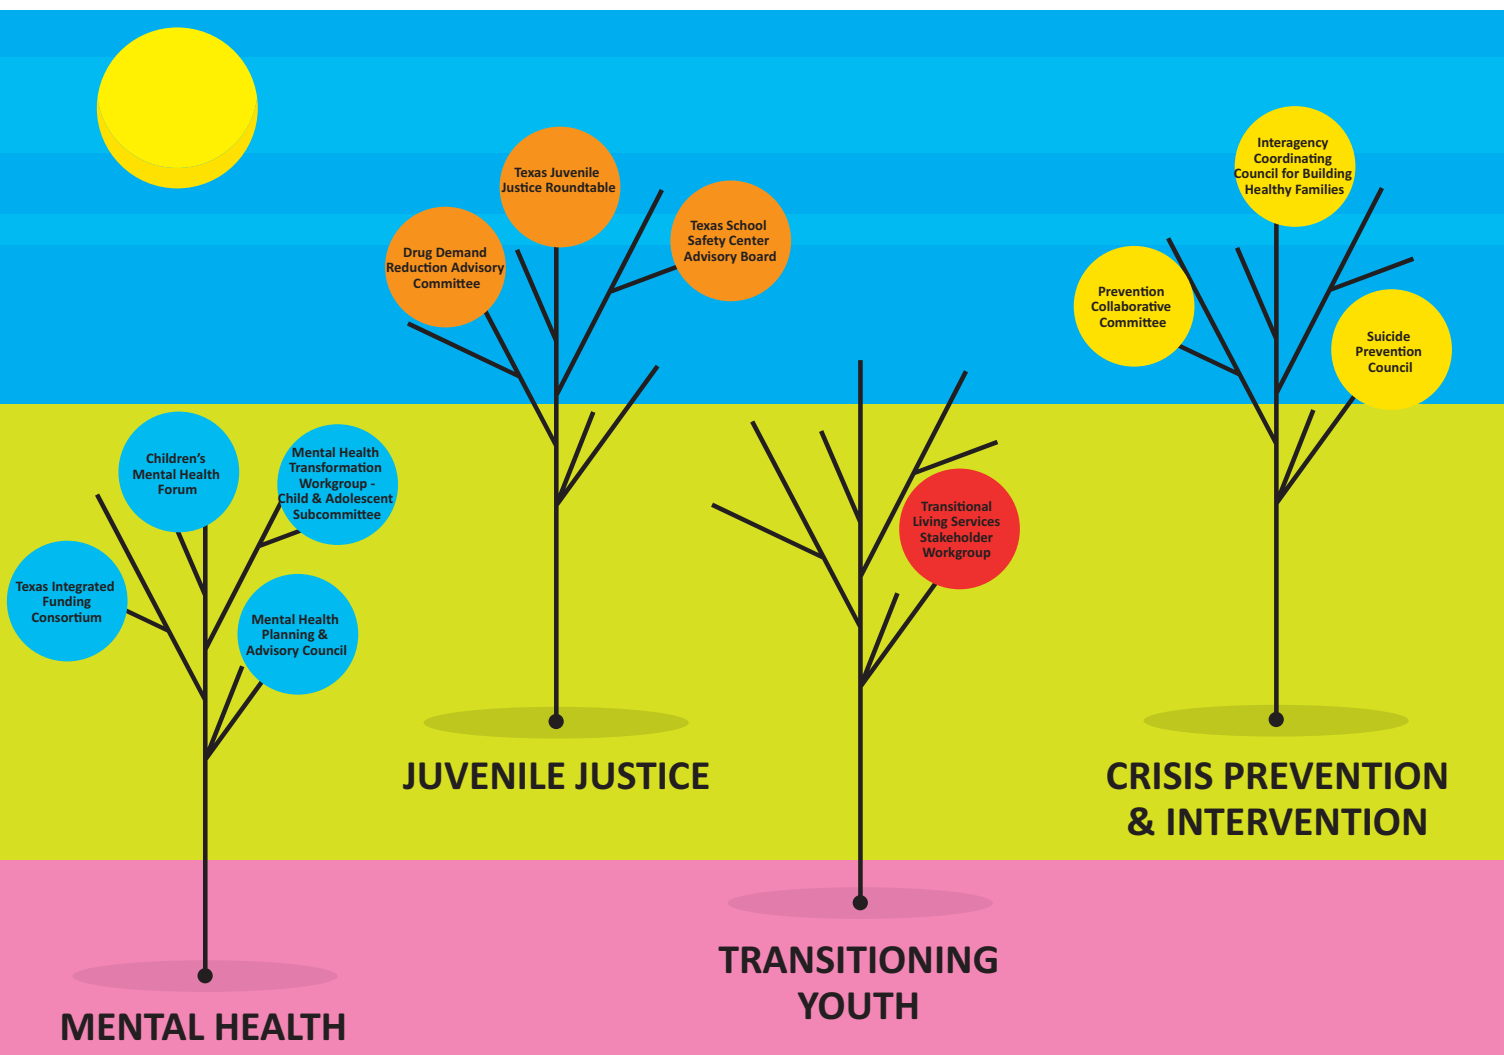 Texas Juvenile
Justice Roundtable
Drug Demand
Reduction Advisory
Committee
Texas School
Safety Center
Advisory Board
Interagency
Coordinating
Council for Building
Healthy Families
Prevention
Collaborative
Committee
Suicide
Prevention
Council
Children’s
Mental Health
Forum
Mental Health
Transformation
Workgroup -
Child & Adolescent
Subcommittee
Texas Integrated
Funding
Consortium
Mental Health
Planning &
Advisory Council
Transitional
Living Services
Stakeholder
Workgroup
JUVENILE JUSTICE
CRISIS PREVENTION
& INTERVENTION
TRANSITIONING
YOUTH
MENTAL HEALTH